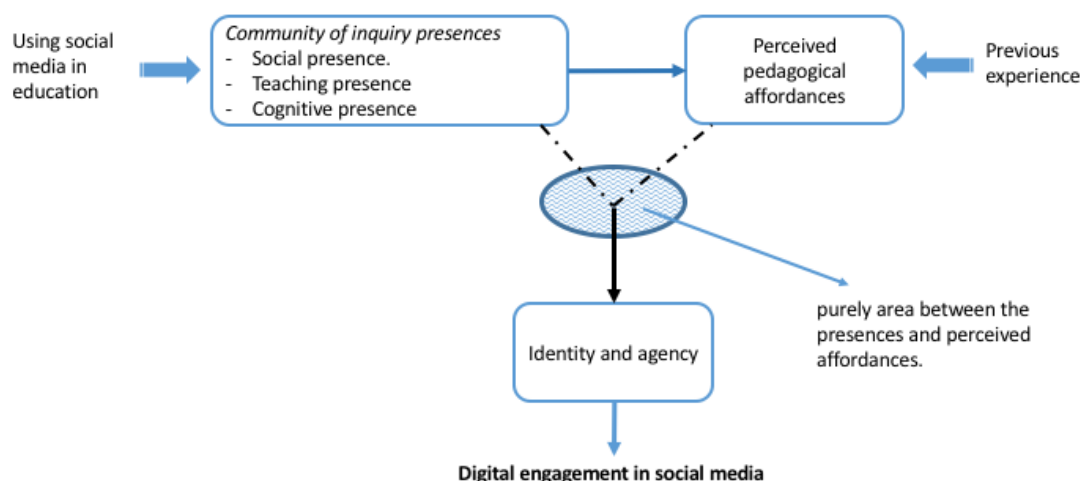 Using social
media in
education
Community of inquiry presences
- Social presence.
- Teaching presence
- Cognitive presence
Perceived
pedagogical
affordances
Previous
experience
purely area between the
presences and perceived
affordances.
Identity and agency
Digital engagement in social media